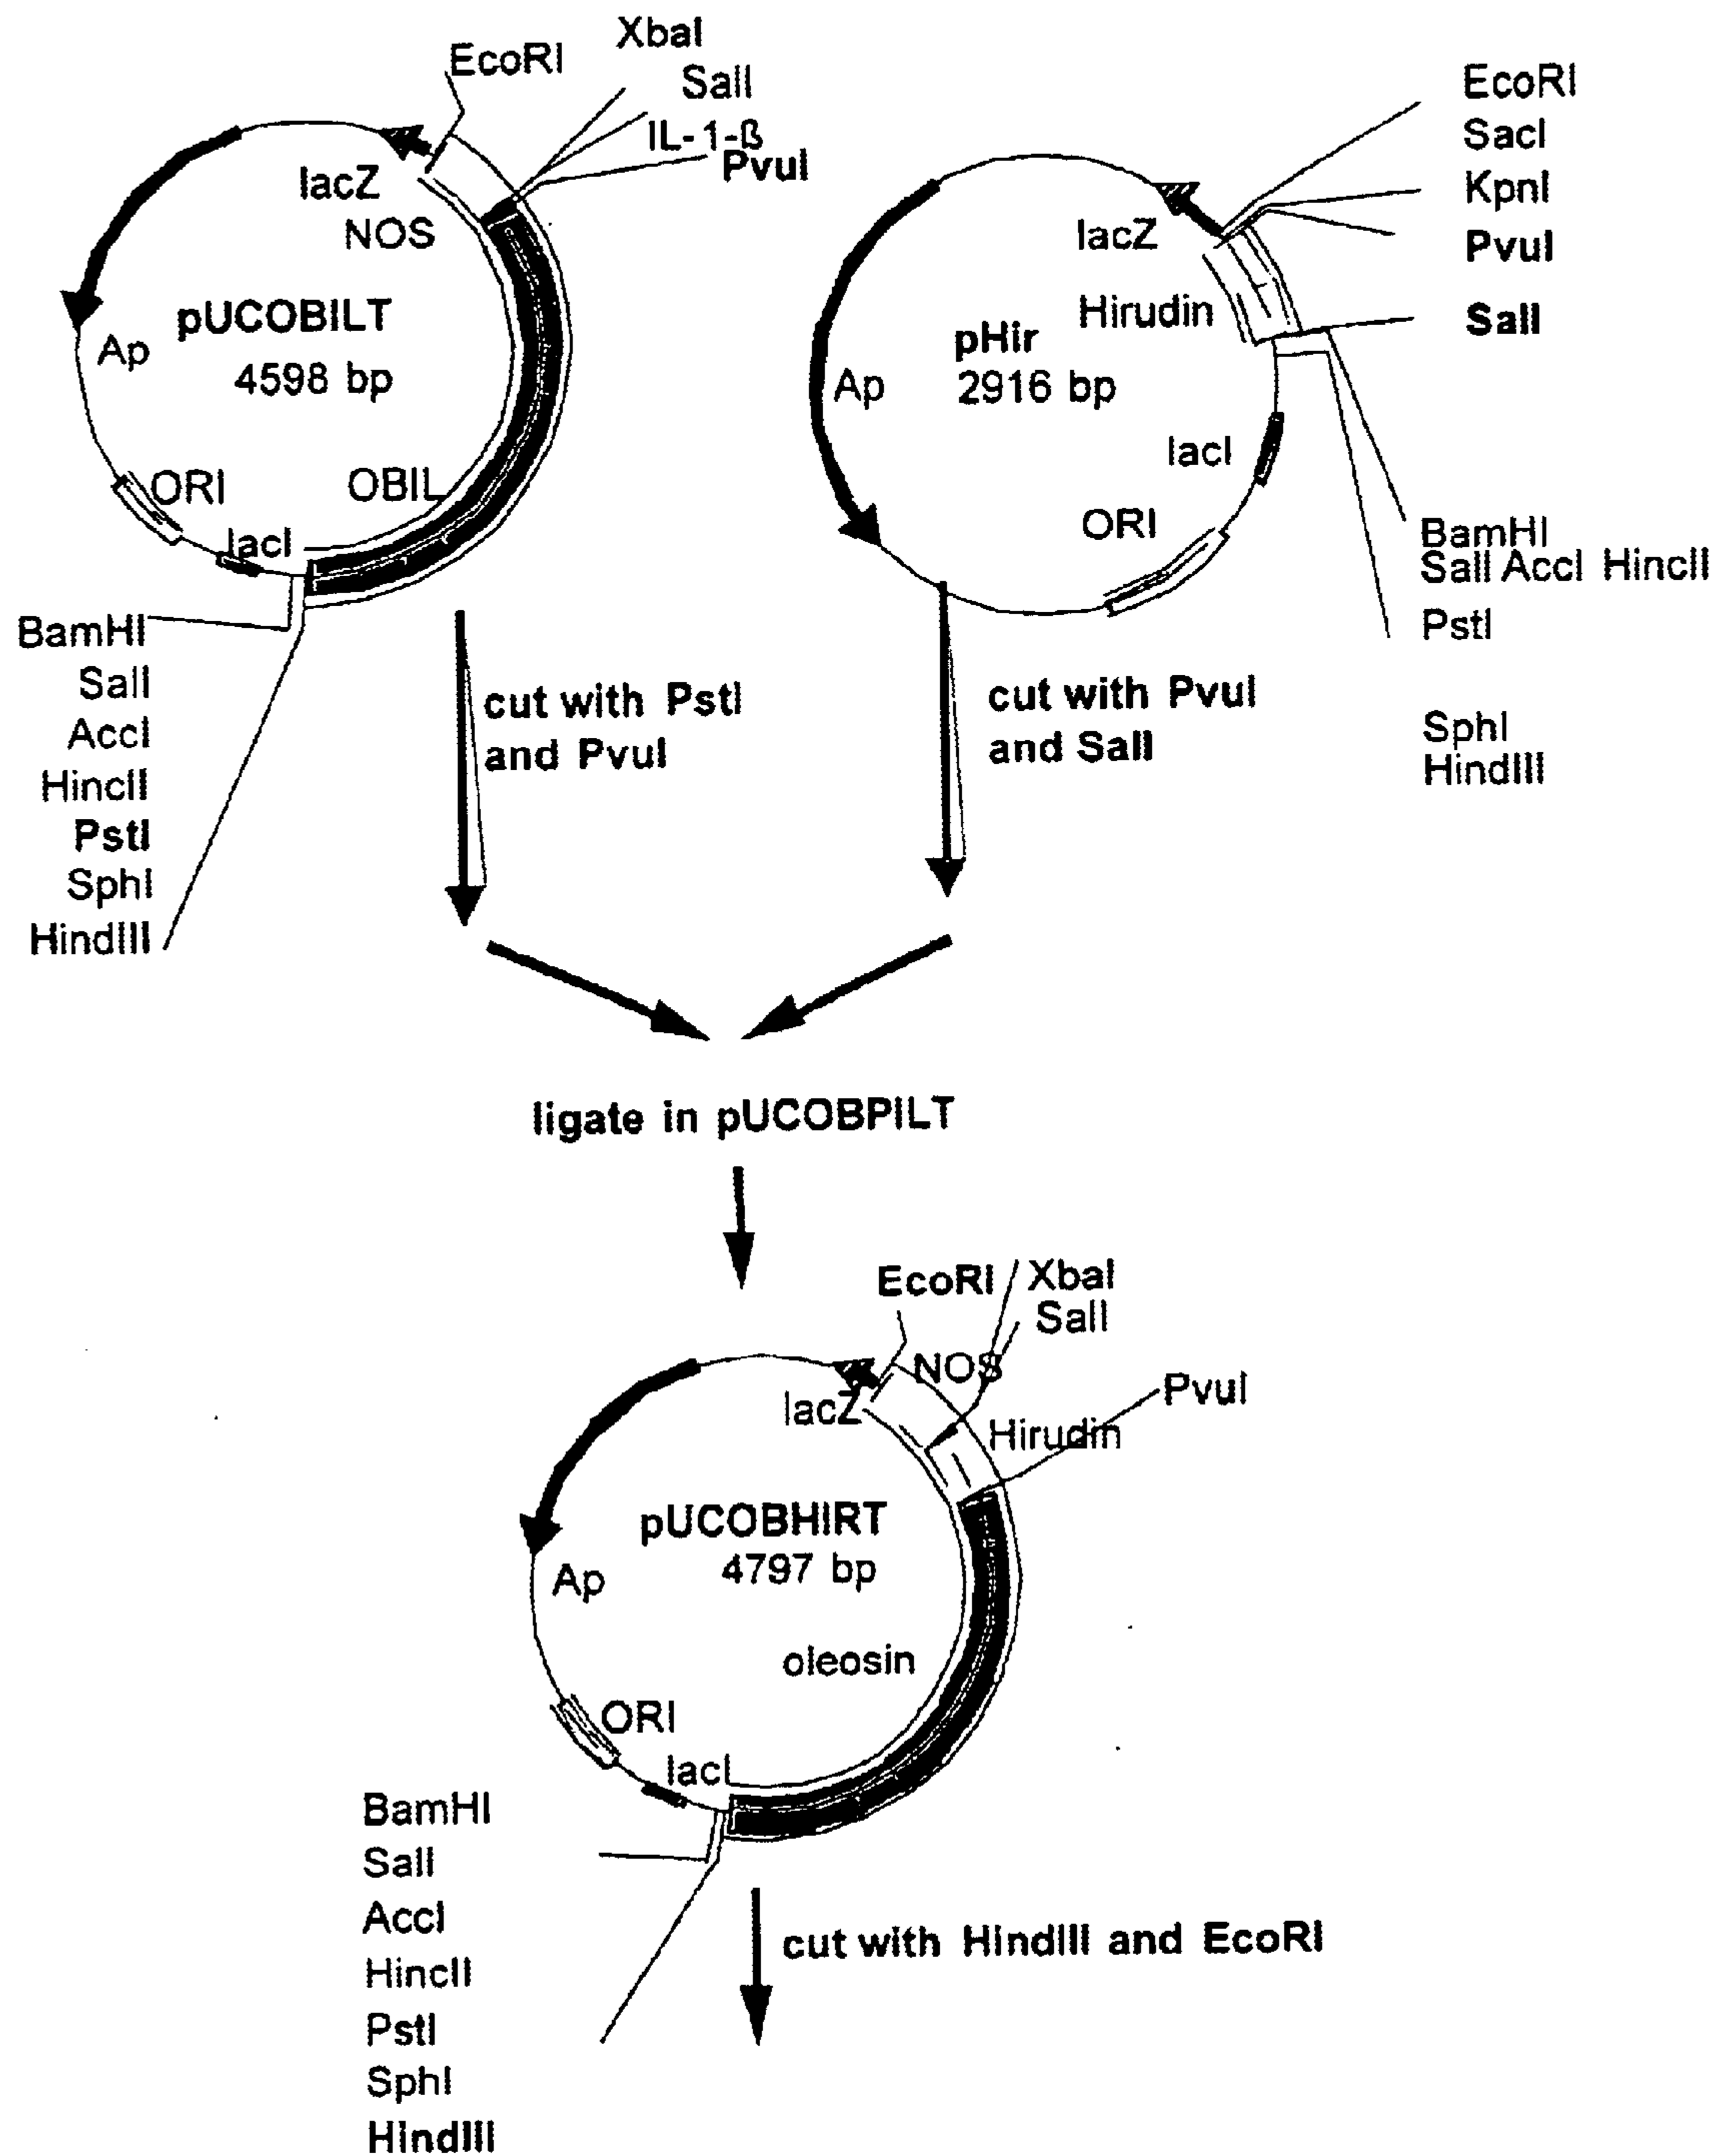 EcoRI
XbaI
SalI
IL-1-ß
PvuI
lacZ
NOS
pUCOBILT
4598 bp
Ap
ORI
OBIL
lacI
BamHI
SalI
AccI
HincII
PstI
SphI
HindIII
EcoRI
SacI
KpnI
PvuI
SalI
lacZ
Hirudin
pHir
2916 bp
Ap
lacI
ORI
BamHI
SalI AccI HincII
PstI
SphI
HindIII
cut with PstI
and PvuI
cut with PvuI
and SalI
ligate in pUCOBPILT
EcoRI
XbaI
SalI
NOS
PvuI
lacZ
Hirudin
pUCOBHIRT
4797 bp
Ap
oleosin
ORI
lacI
BamHI
SalI
AccI
HincII
PstI
SphI
HindIII
cut with HindIII and EcoRI